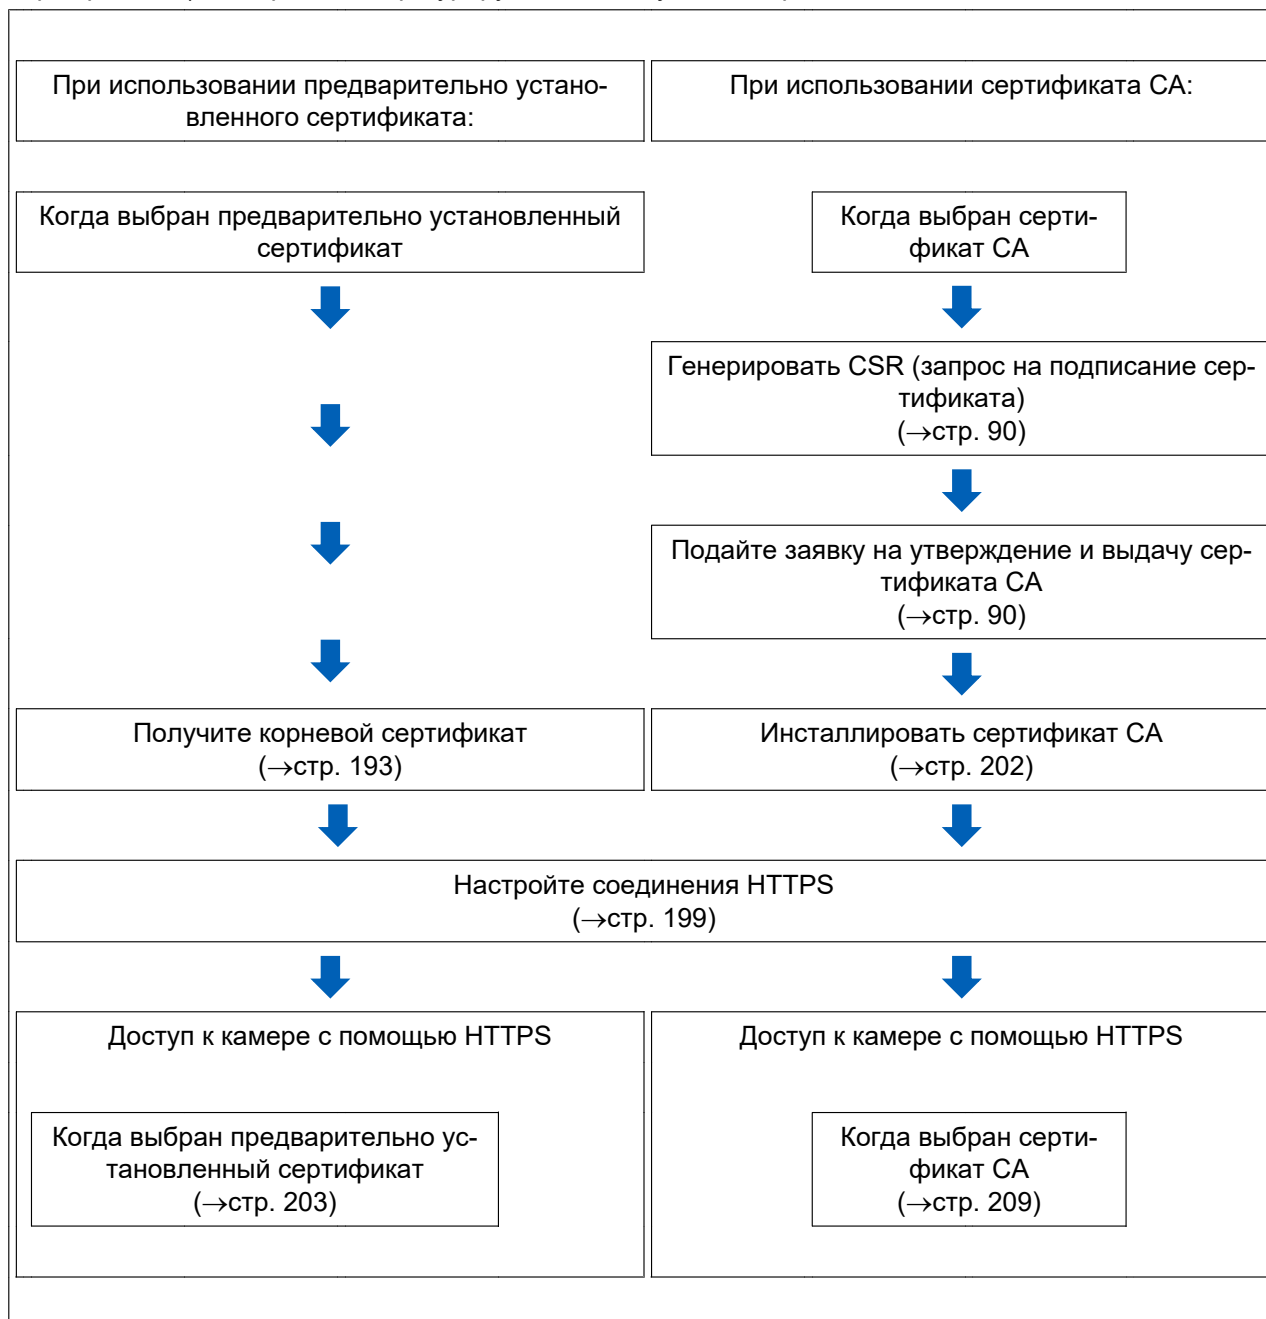 При использовании предварительно уста-
новленного сертификата:
При использовании сертификата CA:
Когда выбран предварительно установленный
сертификат
Когда выбран серти-
фикат CA
Генерировать CSR (запрос на подписание сер-
тификата)
(→стр. 90)
Подайте заявку на утверждение и выдачу сер-
тификата CA
(→стр. 90)
Получите корневой сертификат
(→стр. 193)
Инсталлировать сертификат CA
(→стр. 202)
Настройте соединения HTTPS
(→стр. 199)
Доступ к камере с помощью HTTPS
Когда выбран предварительно ус-
тановленный сертификат
(→стр. 203)
Доступ к камере с помощью HTTPS
Когда выбран серти-
фикат CA
(→стр. 209)